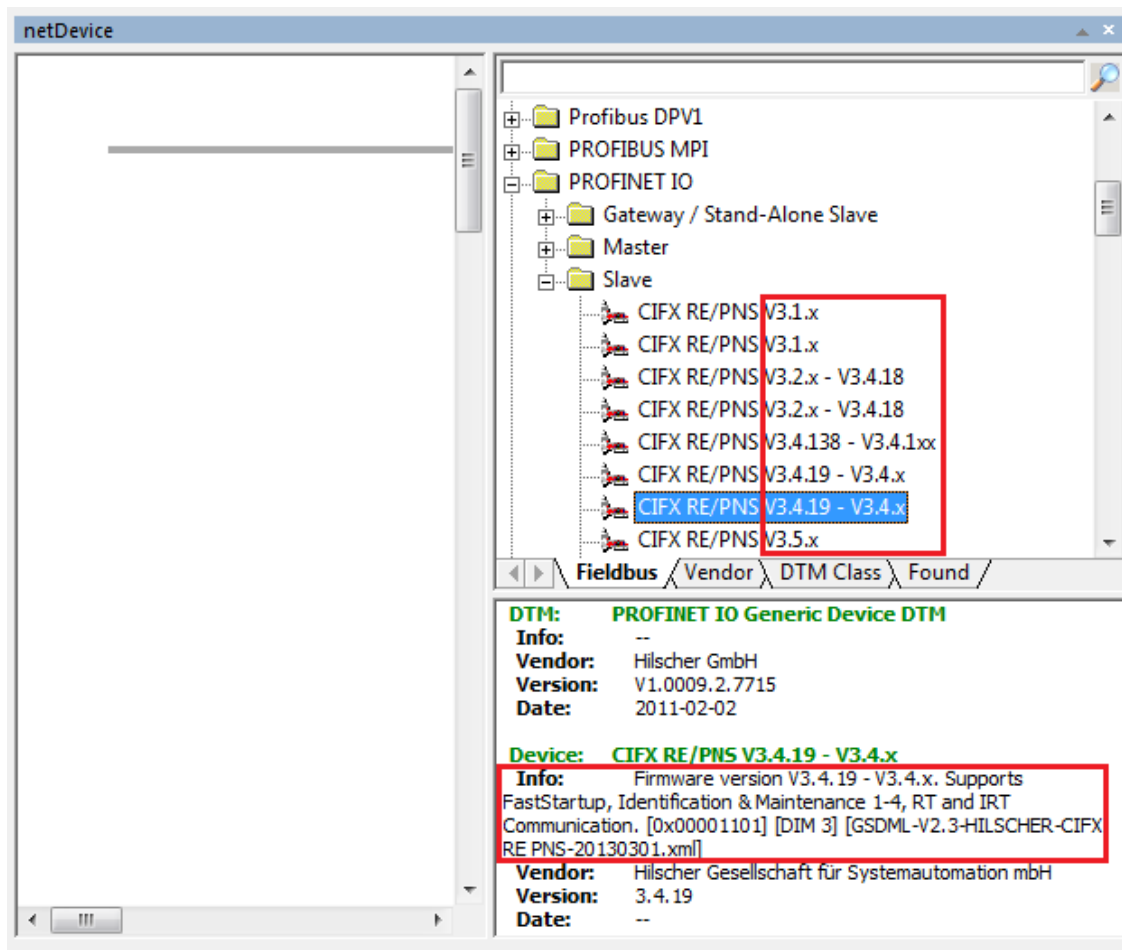 netDevice
Profibus DPV1
PROFIBUS MPI
PROFINET IO
Gateway / Stand-Alone Slave
Master
Slave
CIFX RE/PNS V3.1.x
CIFX RE/PNS V3.1.x
CIFX RE/PNS V3.2.x - V3.4.18
CIFX RE/PNS V3.2.x - V3.4.18
CIFX RE/PNS V3.4.138 - V3.4.1xx
CIFX RE/PNS V3.4.19 - V3.4.x
CIFX RE/PNS V3.4.19 - V3.4.x
CIFX RE/PNS V3.5.x
Fieldbus Vendor DTM Class Found
DTM: PROFINET IO Generic Device DTM
Info: --
Vendor: Hilscher GmbH
Version: V1.0009.2.7715
Date: 2011-02-02
Device: CIFX RE/PNS V3.4.19 - V3.4.x
Info: Firmware version V3.4.19 - V3.4.x. Supports
FastStartup, Identification & Maintenance 1-4, RT and IRT
Communication. [0x00001101] [DIM 3] [GSDML-V2.3-HILSCHER-CIFX
RE PNS-20130301.xml]
Vendor: Hilscher Gesellschaft für Systemautomation mbH
Version: 3.4.19
Date: --